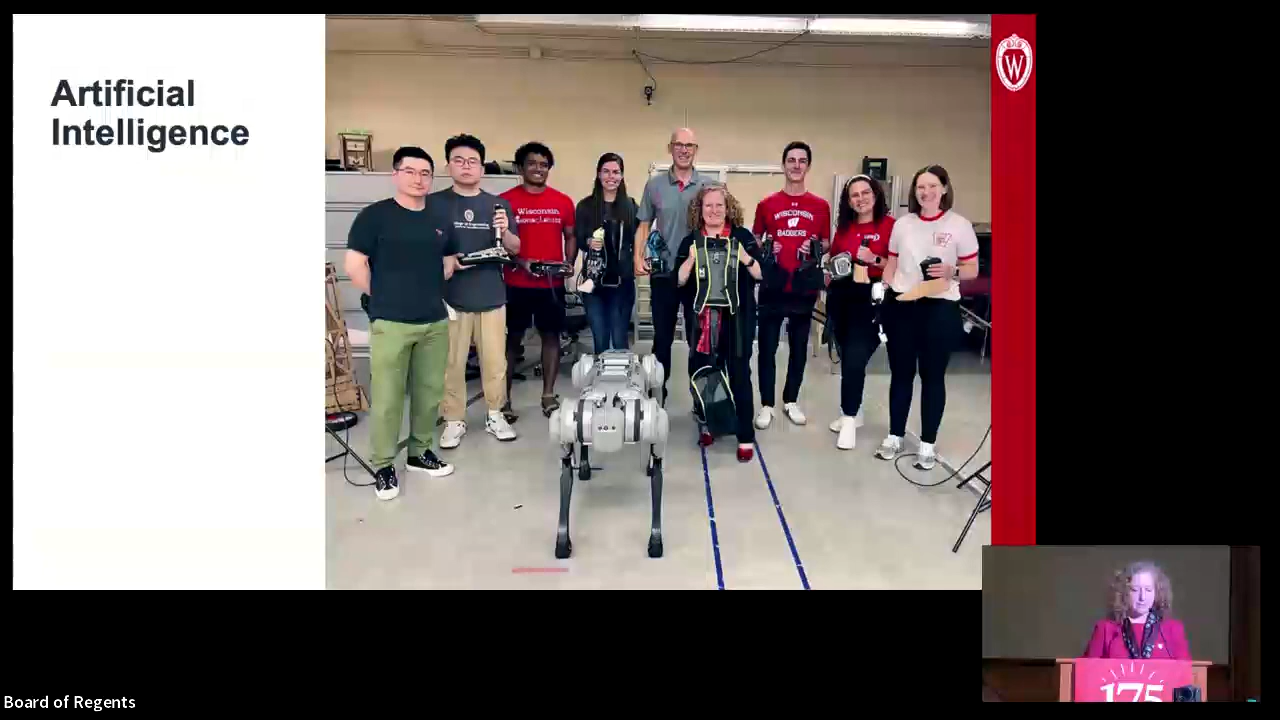 Artificial
Intelligence
W
Wisconsin
WISCONSIN
W
BADGERS
175
Board of Regents